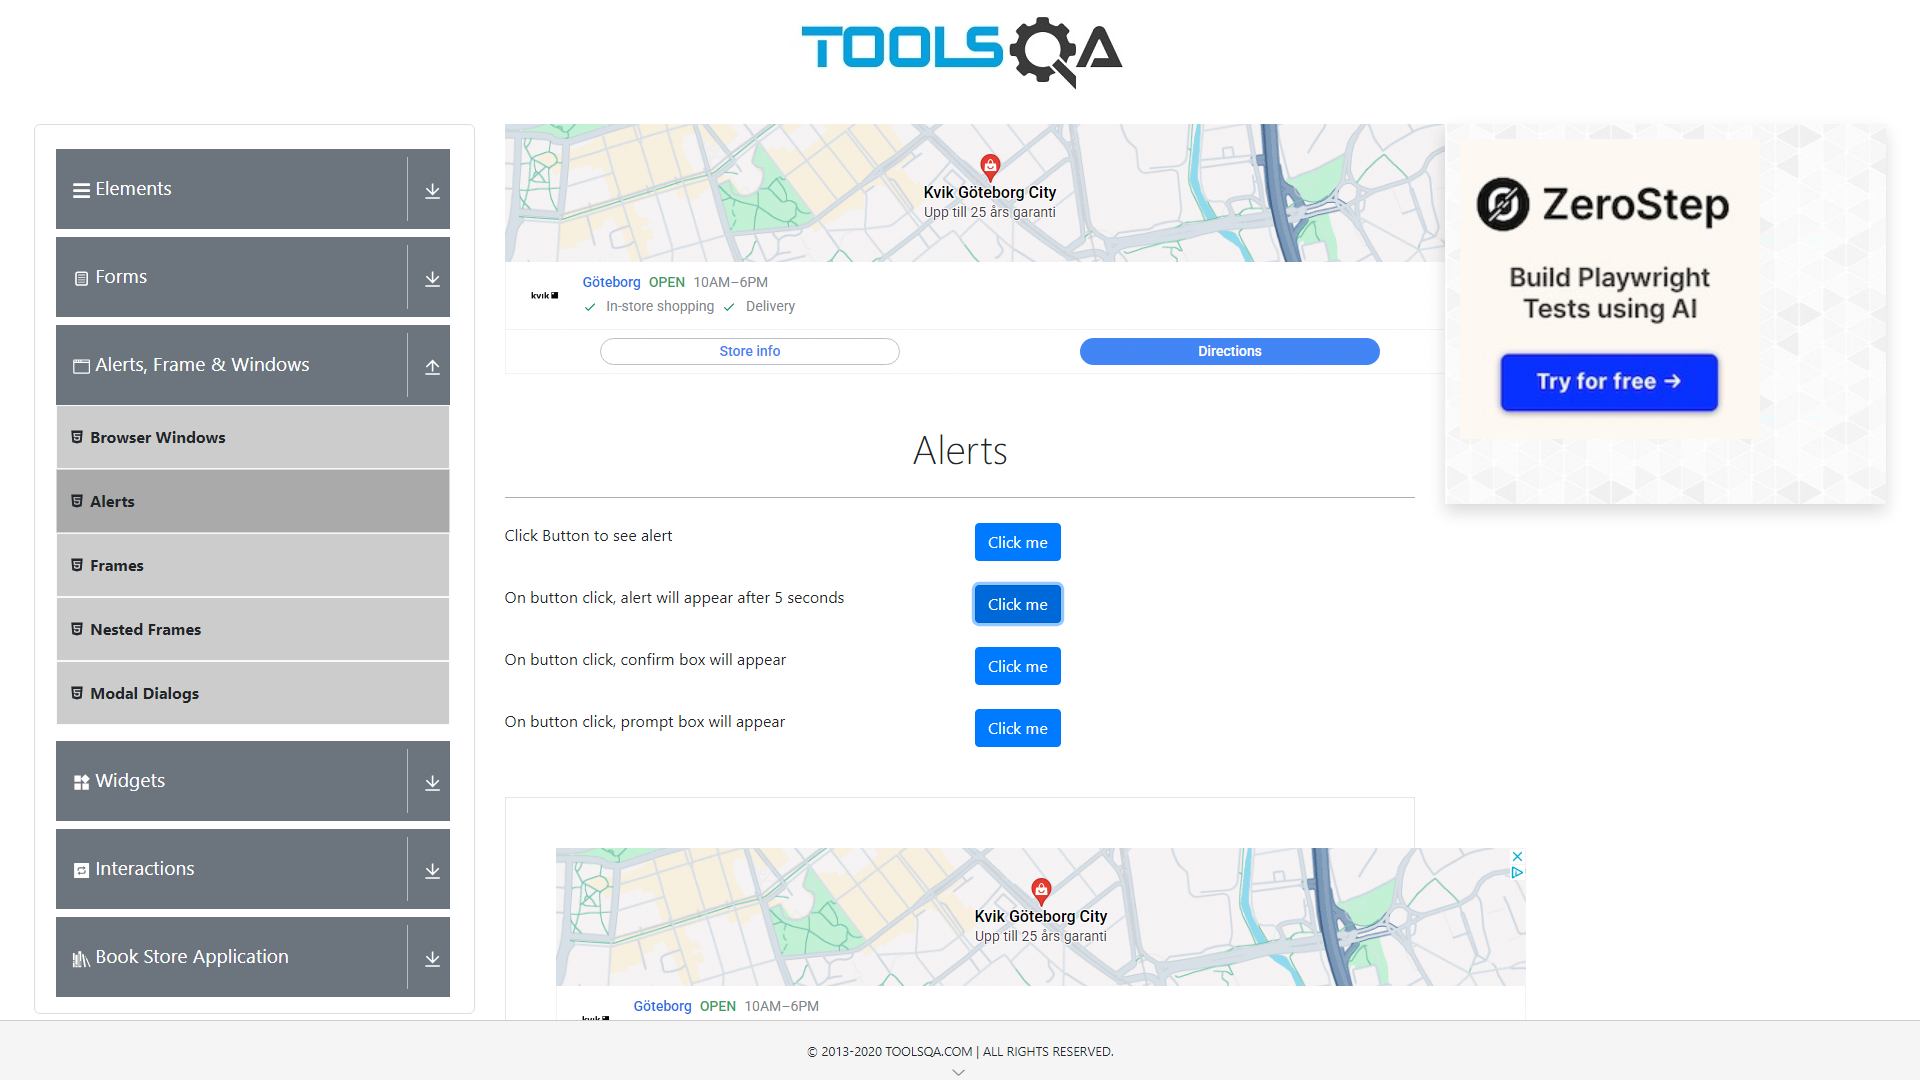 TOOLSQA
Elements
Forms
Alerts, Frame & Windows
Browser Windows
Alerts
Frames
Nested Frames
Modal Dialogs
Widgets
Interactions
Book Store Application
Kvik Göteborg City
Upp till 25 års garanti
kvik
Göteborg OPEN 10AM–6PM
In-store shopping Delivery
Store info
Directions
Alerts
Click Button to see alert
Click me
On button click, alert will appear after 5 seconds
Click me
On button click, confirm box will appear
Click me
On button click, prompt box will appear
Click me
Kvik Göteborg City
Upp till 25 års garanti
Göteborg OPEN 10AM–6PM
kvik
ZeroStep
Build Playwright
Tests using AI
Try for free →
© 2013-2020 TOOLSQA.COM | ALL RIGHTS RESERVED.